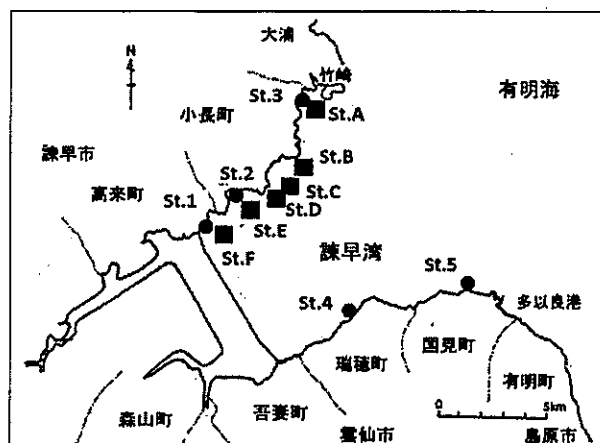 大浦
N
竹崎
有明海
St.3
St.A
小長町
St.B
諫早市
St.2
St.C
高来町
St.D
St.1
St.E
諫早湾
St.F
St.5
St.4
多以良港
国見町
瑞穂町
有明町
吾妻町
森山町
5km
雲仙市
島原市